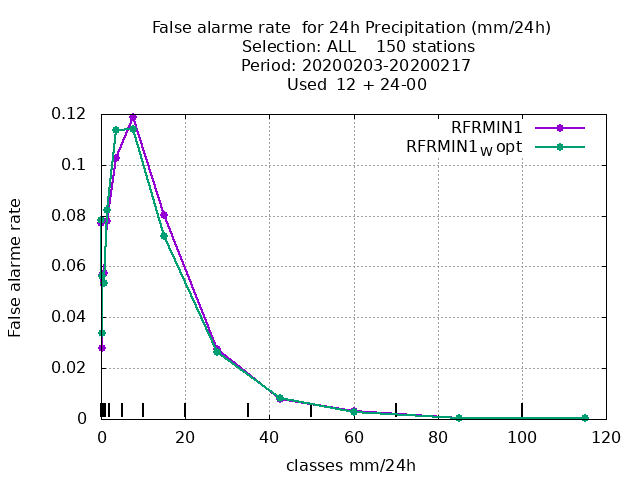 False alarme rate  for 24h Precipitation (mm/24h)
Selection: ALL    150 stations
Period: 20200203-20200217
Used  12 + 24-00
RFRMIN1
RFRMIN1W opt
False alarme rate
0.12
0.1
0.08
0.06
0.04
0.02
0
0 20 40 60 80 100 120
classes mm/24h